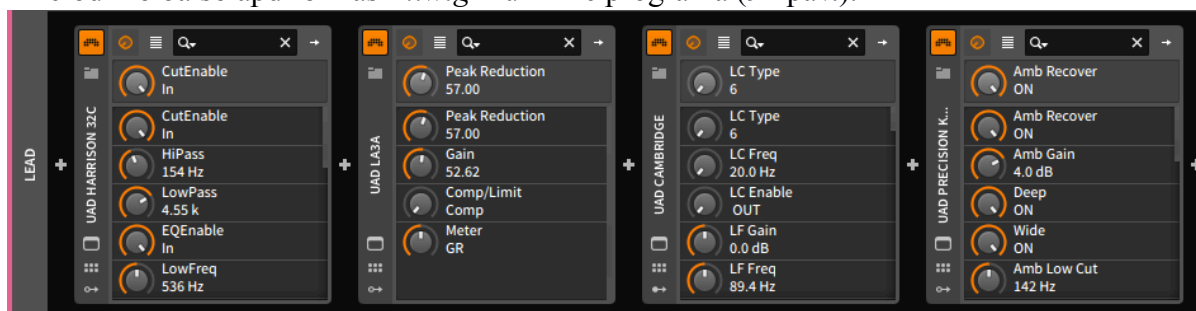 LEAD
UAD HARRISON 32C
CutEnable
In
CutEnable
In
HiPass
154 Hz
LowPass
4.55 k
EQEnable
In
LowFreq
536 Hz
UAD LA3A
Peak Reduction
57.00
Peak Reduction
57.00
Gain
52.62
Comp/Limit
Comp
Meter
GR
UAD CAMBRIDGE
LC Type
6
LC Type
6
LC Freq
20.0 Hz
LC Enable
OUT
LF Gain
0.0 dB
LF Freq
89.4 Hz
UAD PRECISION K...
Amb Recover
ON
Amb Recover
ON
Amb Gain
4.0 dB
Deep
ON
Wide
ON
Amb Low Cut
142 Hz